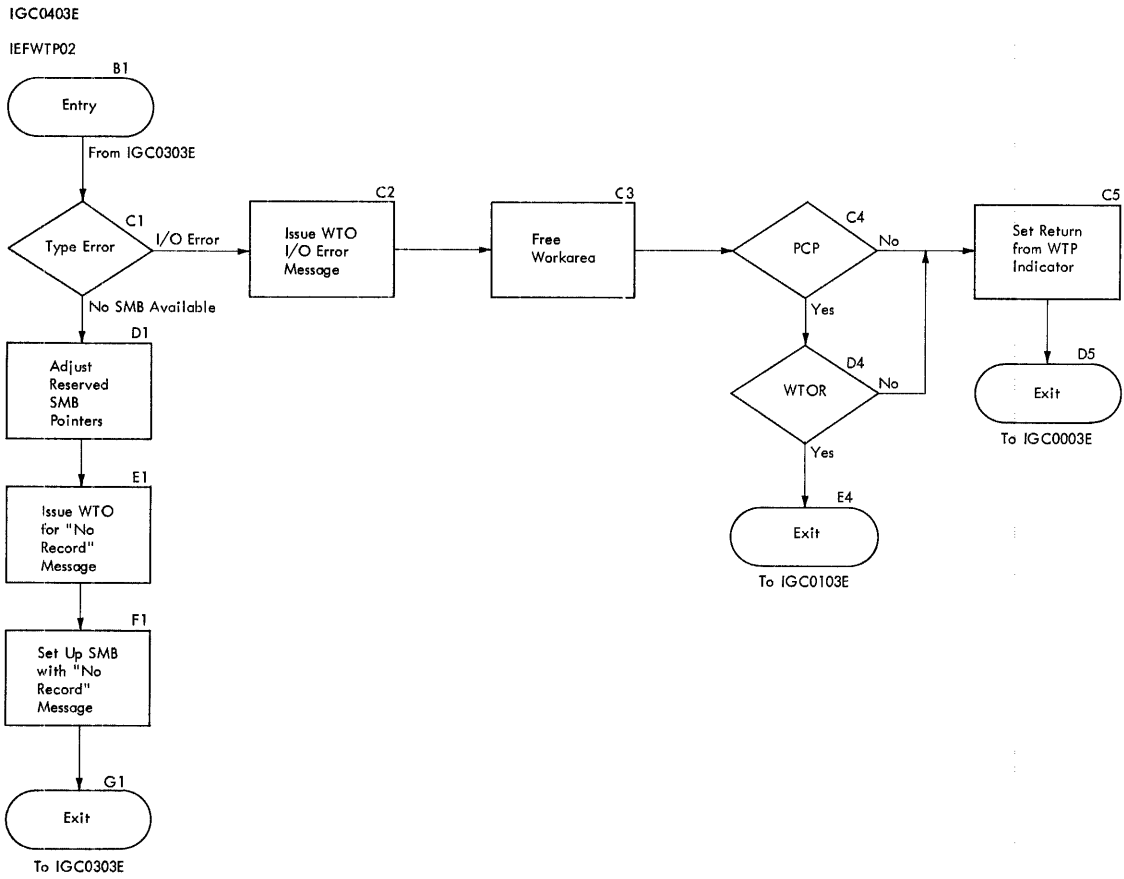 IGC0403E
IEFWTP02
B1
Entry
From IGC0303E
C1
Type Error
I/O Error
No SMB Available
C2
Issue WTO
I/O Error
Message
C3
Free
Workarea
C4
PCP
No
Yes
C5
Set Return
from WTP
Indicator
D1
Adjust
Reserved
SMB
Pointers
D4
WTOR
No
Yes
D5
Exit
To IGC0003E
E1
Issue WTO
for "No
Record"
Message
E4
Exit
To IGC0103E
F1
Set Up SMB
with "No
Record"
Message
G1
Exit
To IGC0303E